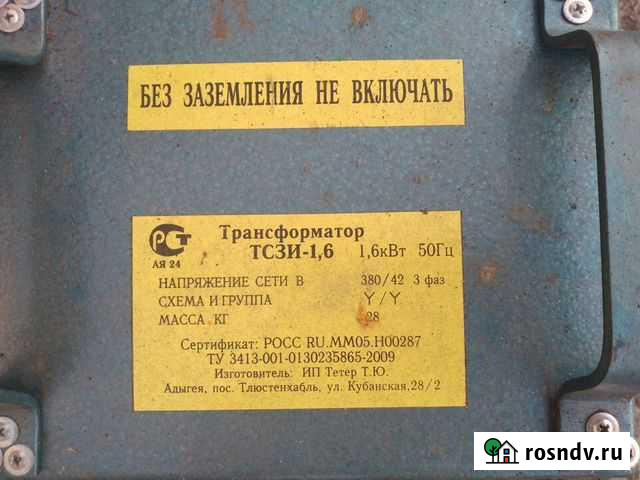 БЕЗ ЗАЗЕМЛЕНИЯ НЕ ВКЛЮЧАТЬ
РСТ
АЯ 24
Трансформатор
ТСЗИ-1,6 1,6кВт 50Гц
НАПРЯЖЕНИЕ СЕТИ В 380/42 3 фаз
СХЕМА И ГРУППА Y/Y
МАССА КГ 28
Сертификат: РОСС RU.ММ05.Н00287
ТУ 3413-001-0130235865-2009
Изготовитель: ИП Тетер Т.Ю.
Адыгея, пос. Тлюстенхабль, ул. Кубанская,28/2
rosndv.ru